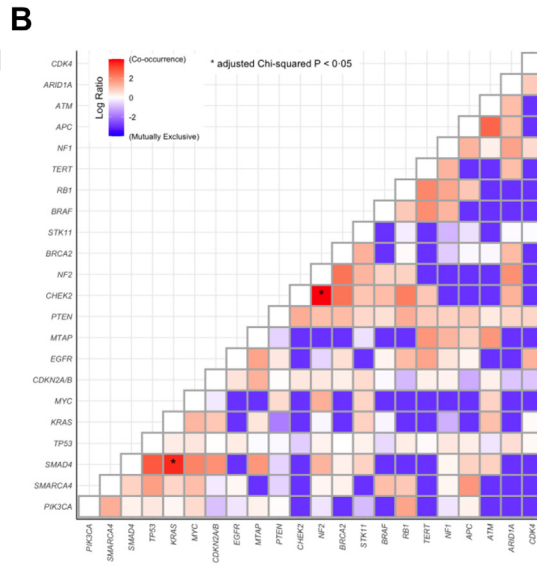 B
(Co-occurrence)
2
0
-2
(Mutually Exclusive)
Log Ratio
* adjusted Chi-squared P < 0·05
CDK4
ARID1A
ATM
APC
NF1
TERT
RB1
BRAF
STK11
BRCA2
NF2
CHEK2
PTEN
MTAP
EGFR
CDKN2A/B
MYC
KRAS
TP53
SMAD4
SMARCA4
PIK3CA
*
*
PIK3CA
SMARCA4
SMAD4
TP53
KRAS
MYC
CDKN2A/B
EGFR
MTAP
PTEN
CHEK2
NF2
BRCA2
STK11
BRAF
RB1
TERT
NF1
APC
ATM
ARID1A
CDK4